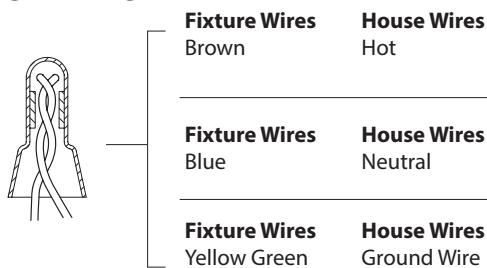 Fixture Wires House Wires
Brown Hot
Fixture Wires House Wires
Blue Neutral
Fixture Wires House Wires
Yellow Green Ground Wire